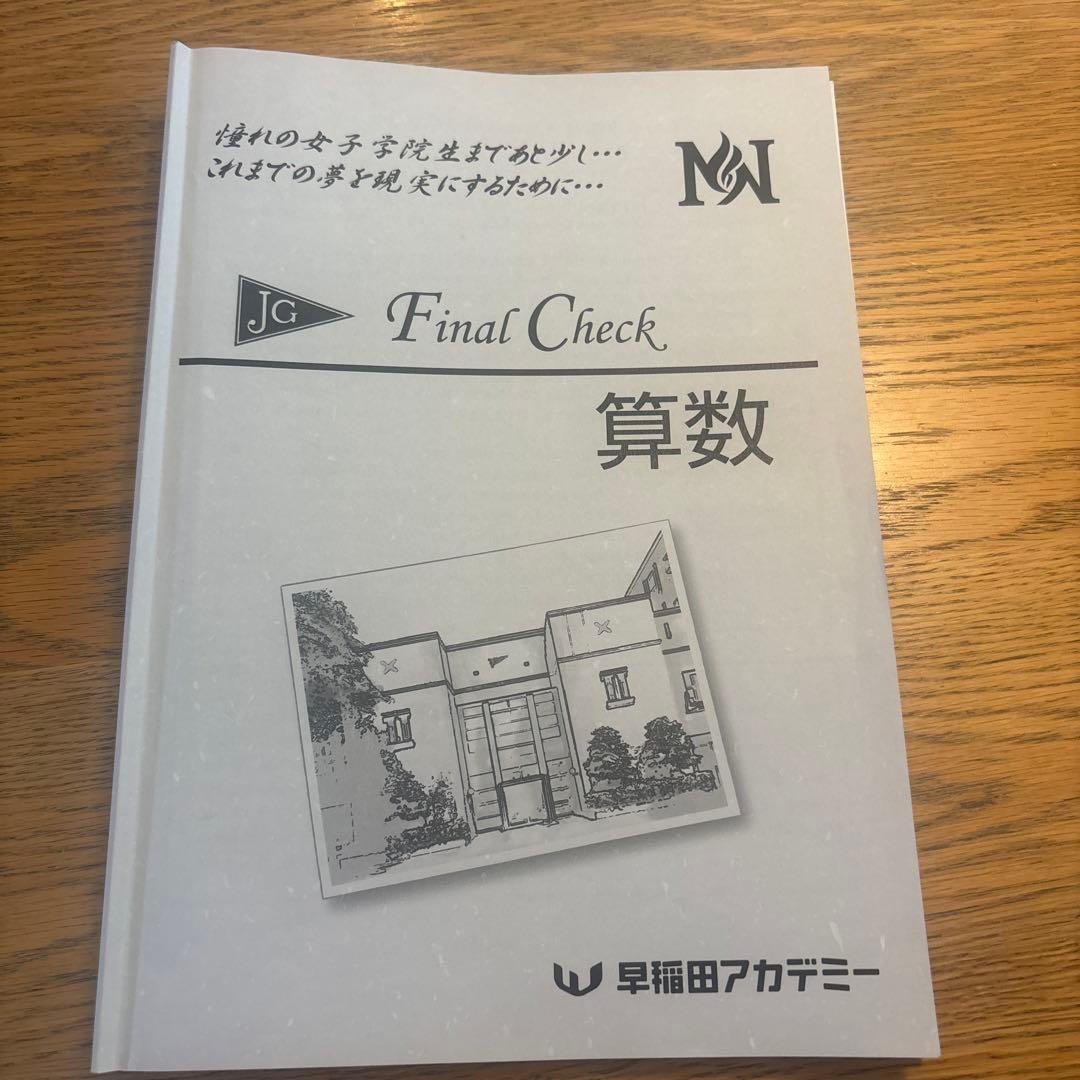 憧れの女子学院生まであと少し…
これまでの夢を現実にするために…
NN
JG
Final Check
算数
早稲田アカデミー